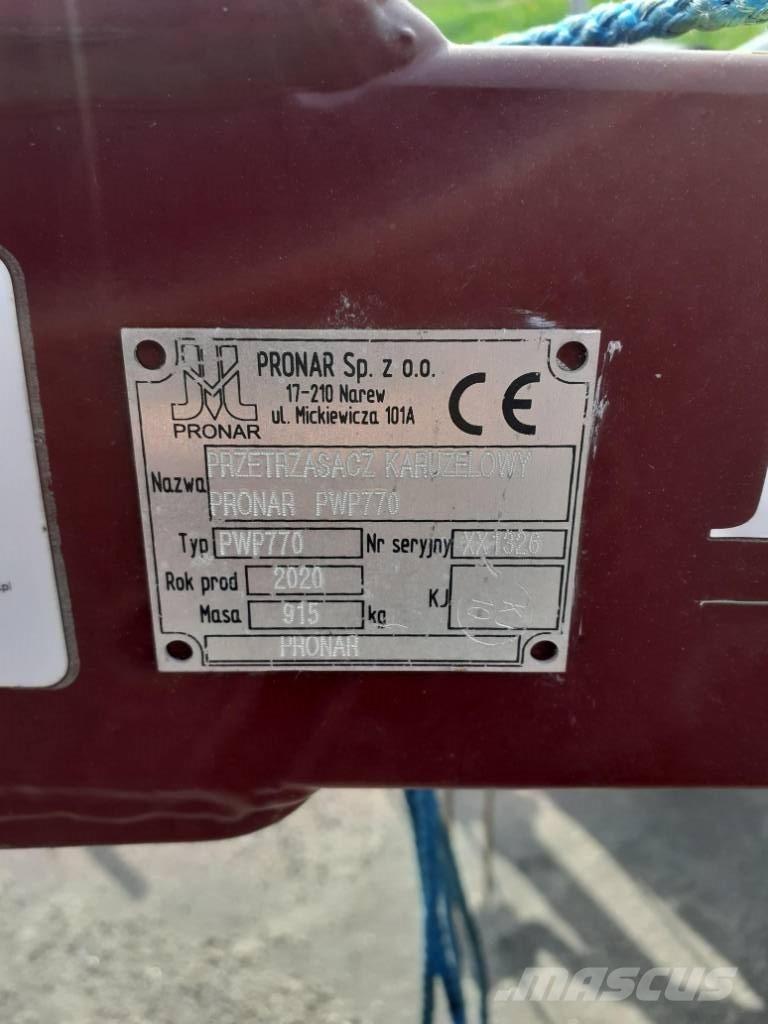 PRONAR Sp. z o.o.
17-210 Narew
ul. Mickiewicza 101A
PRONAR
CE
Nazwa PRZETRZASACZ KARUZELOWY
PRONAR PWP770
Typ PWP770 Nr seryjny XX1326
Rok prod 2020
Masa 915 kg KJ
PRONAR
.pl
MASCUS